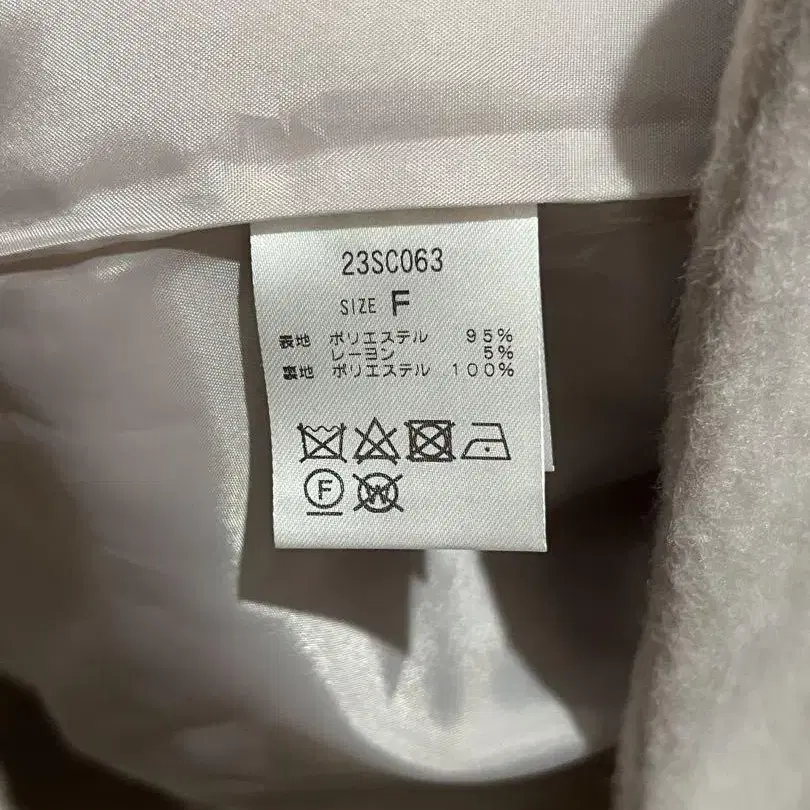 23SC063
SIZE F
表地 ポリエステル 95%
レーヨン 5%
裏地 ポリエステル 100%
F
W